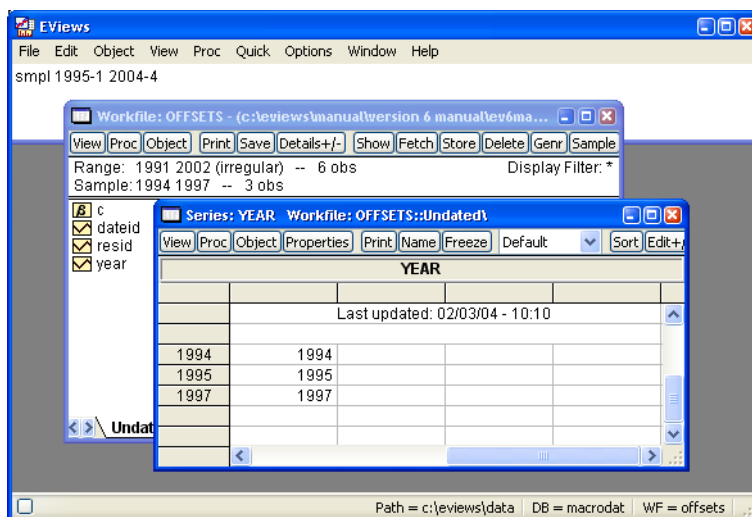 EViews
File Edit Object View Proc Quick Options Window Help
smpl 1995-1 2004-4
Workfile: OFFSETS - (c:\eviews\manual\version 6 manual\ev6ma...
View Proc Object Print Save Details+/- Show Fetch Store Delete Genr Sample
Range: 1991 2002 (irregular) -- 6 obs Display Filter: *
Sample: 1994 1997 -- 3 obs
β c
dateid
resid
year
Undat
Series: YEAR Workfile: OFFSETS::Undated\
View Proc Object Properties Print Name Freeze Default Sort Edit+/
YEAR
Last updated: 02/03/04 - 10:10
1994 1994
1995 1995
1997 1997
Path = c:\eviews\data DB = macrodat WF = offsets